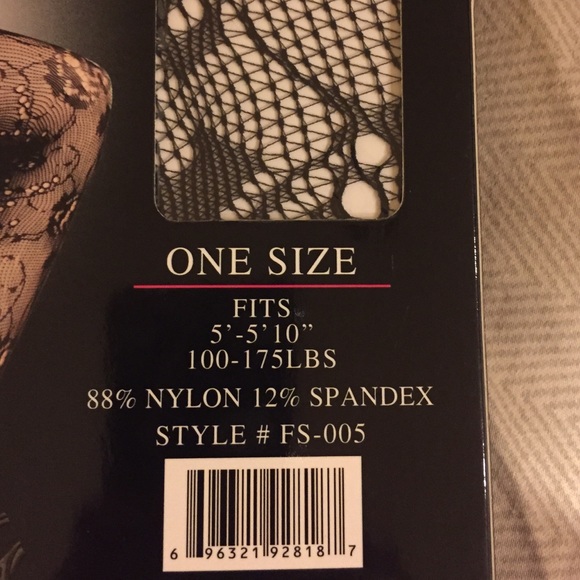 ONE SIZE
FITS
5'-5'10"
100-175LBS
88% NYLON 12% SPANDEX
STYLE # FS-005
6 96321 92818 7